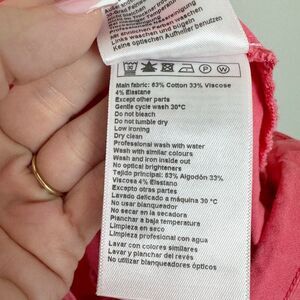 Professionalreinigung
Links waschen und bügeln
Keine optischen Aufheller benutzen
30
P W
Main fabric: 63% Cotton 33% Viscose
4% Elastane
Except other parts
Gentle cycle wash 30°C
Do not bleach
Do not tumble dry
Low ironing
Dry clean
Professional wash with water
Wash with similar colours
Wash and iron inside out
No optical brighteners
Tejido principal: 63% Algodón 33%
Viscosa 4% Elastano
Excepto otras partes
Lavado delicado a máquina 30 °C
No usar blanqueador
No secar en la secadora
Planchar a baja temperatura
Limpieza en seco
Limpieza profesional con agua
Lavar con colores similares
Lavar y planchar del revés
No utilizar blanqueadores ópticos